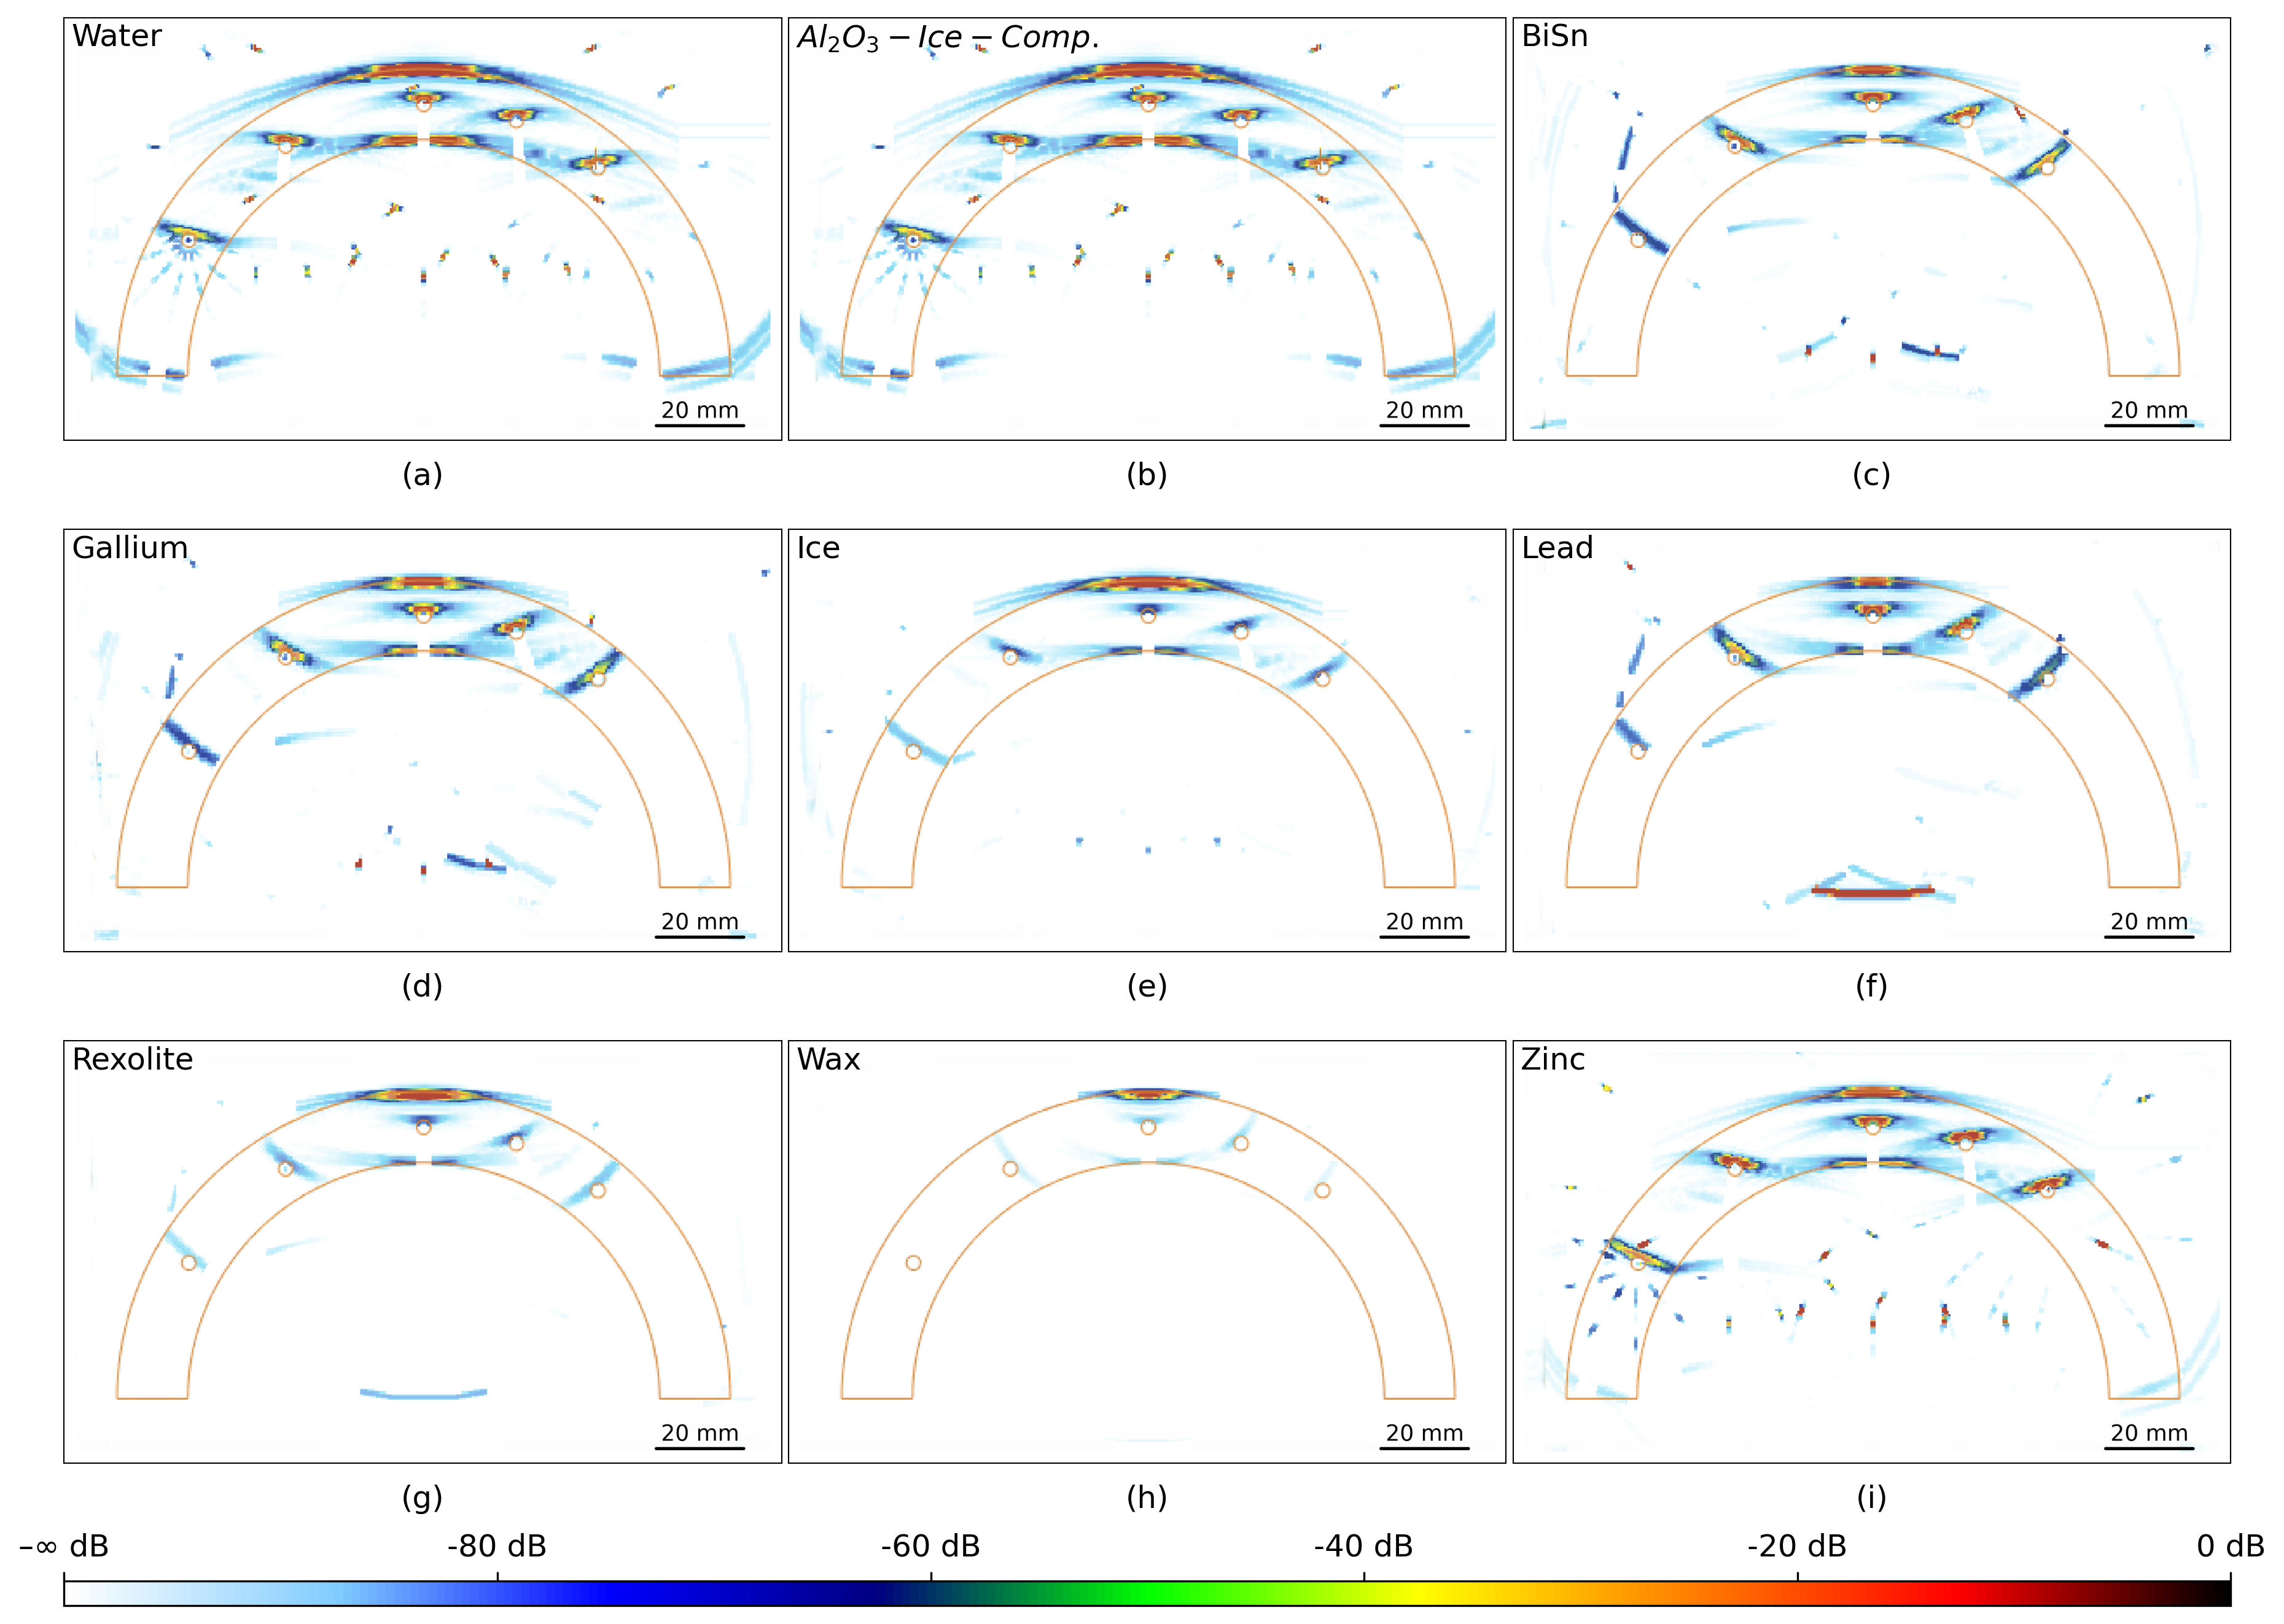 Water
Al₂O₃ – Ice – Comp.
BiSn
20 mm
20 mm
20 mm
(a)
(b)
(c)
Gallium
Ice
Lead
20 mm
20 mm
20 mm
(d)
(e)
(f)
Rexolite
Wax
Zinc
20 mm
20 mm
20 mm
(g)
(h)
(i)
–∞ dB
-80 dB
-60 dB
-40 dB
-20 dB
0 dB